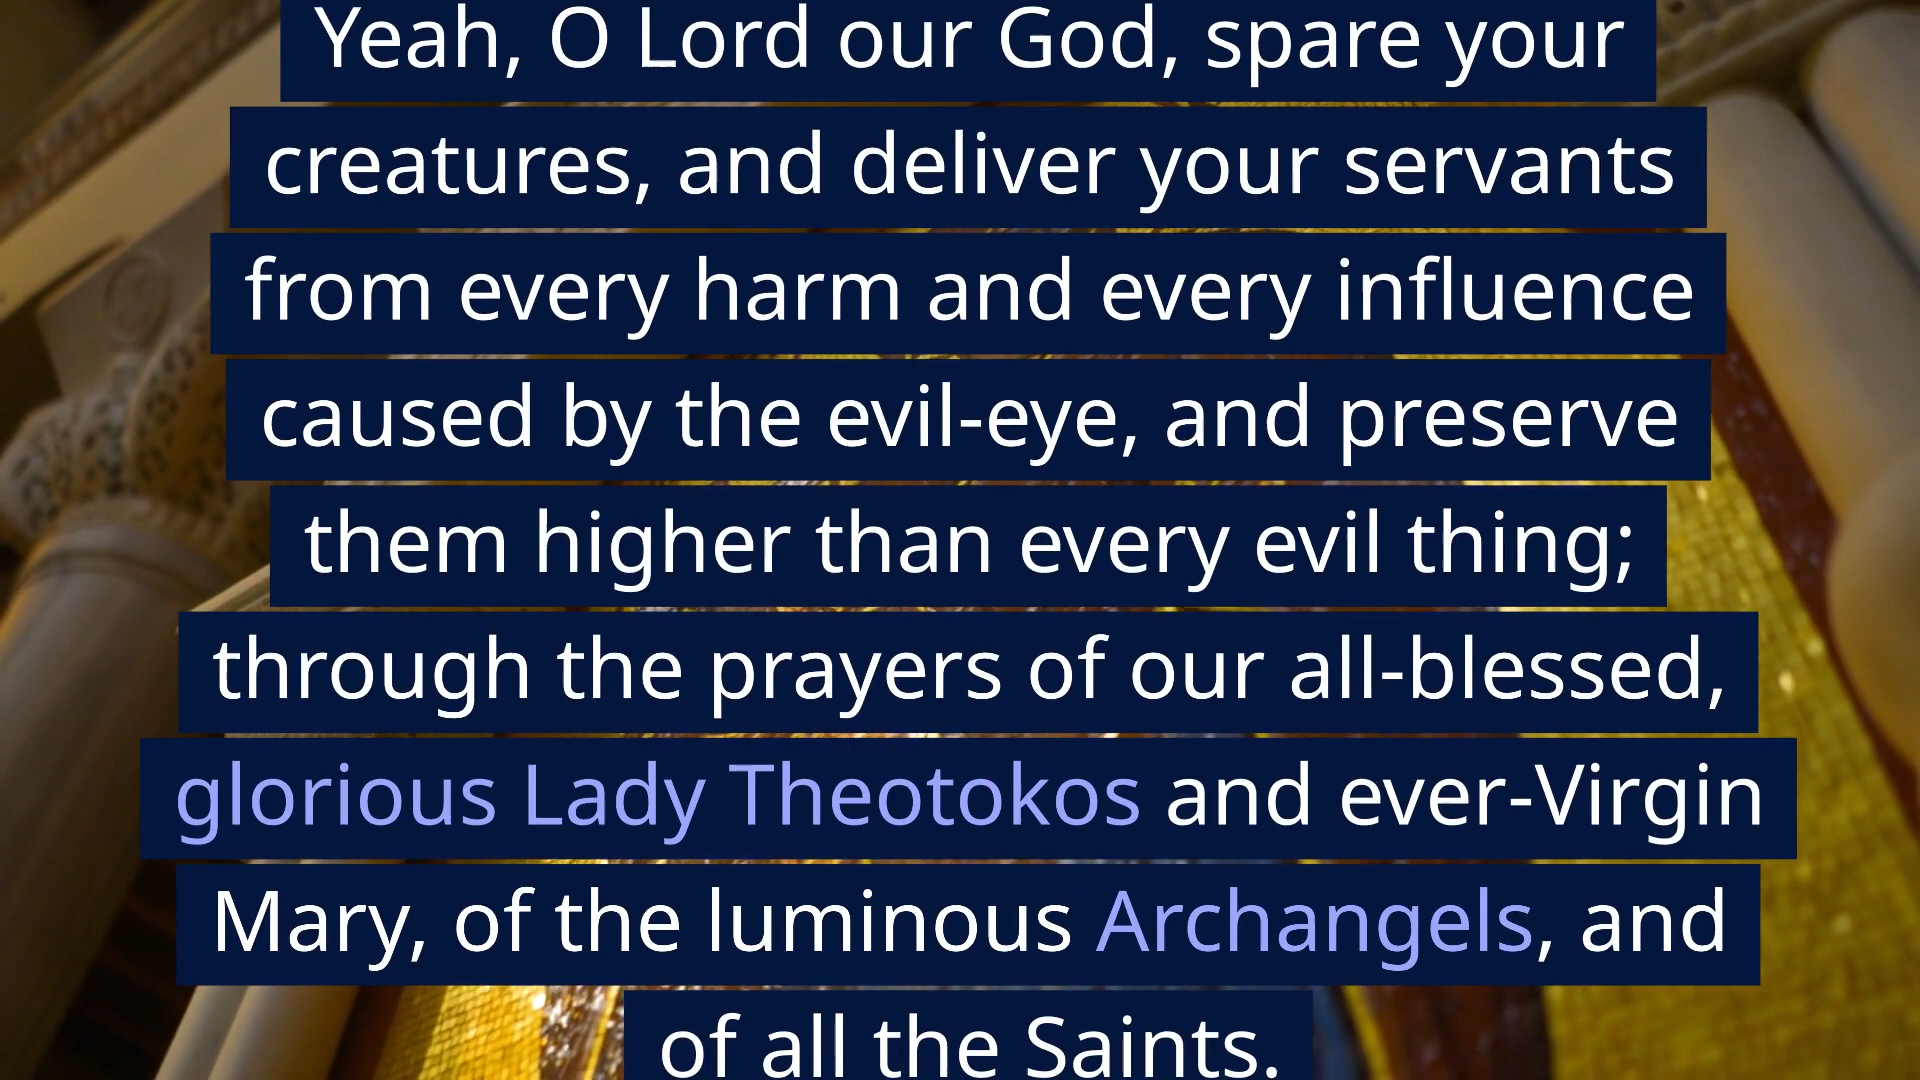 Yeah, O Lord our God, spare your
creatures, and deliver your servants
from every harm and every influence
caused by the evil-eye, and preserve
them higher than every evil thing;
through the prayers of our all-blessed,
glorious Lady Theotokos and ever-Virgin
Mary, of the luminous Archangels, and
of all the Saints.